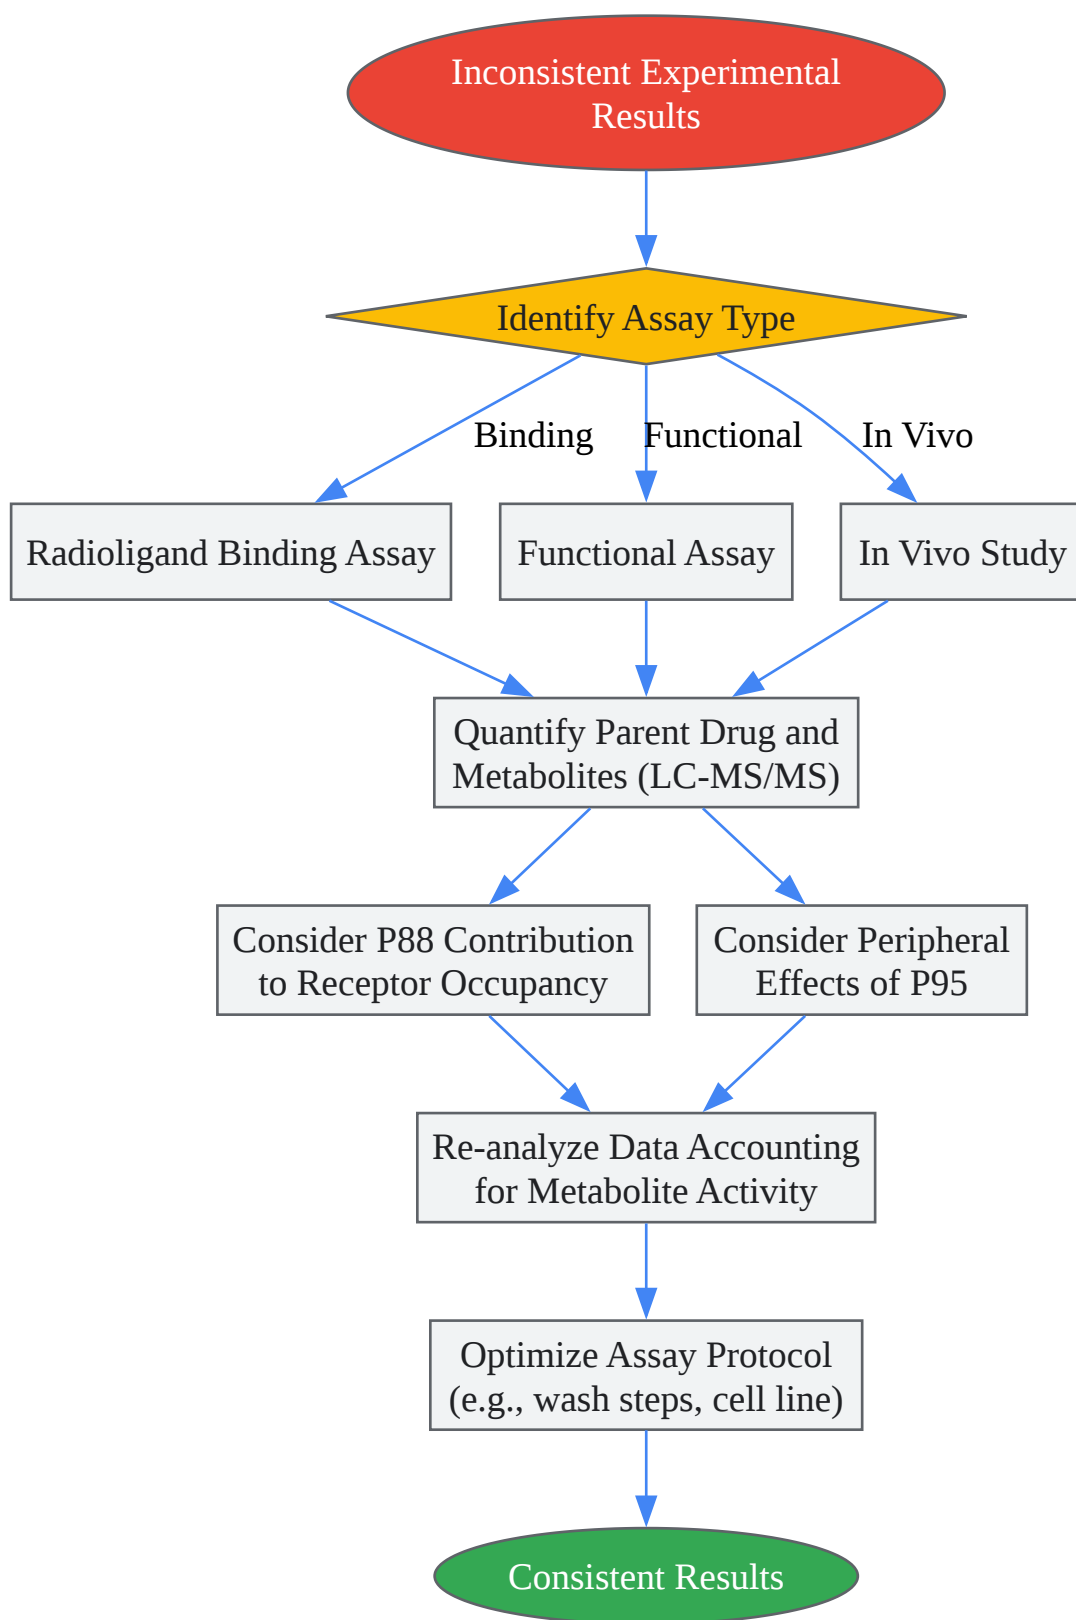 Inconsistent Experimental
Results
Identify Assay Type
Binding
Functional
In Vivo
Radioligand Binding Assay
Functional Assay
In Vivo Study
Quantify Parent Drug and
Metabolites (LC-MS/MS)
Consider P88 Contribution
to Receptor Occupancy
Consider Peripheral
Effects of P95
Re-analyze Data Accounting
for Metabolite Activity
Optimize Assay Protocol
(e.g., wash steps, cell line)
Consistent Results